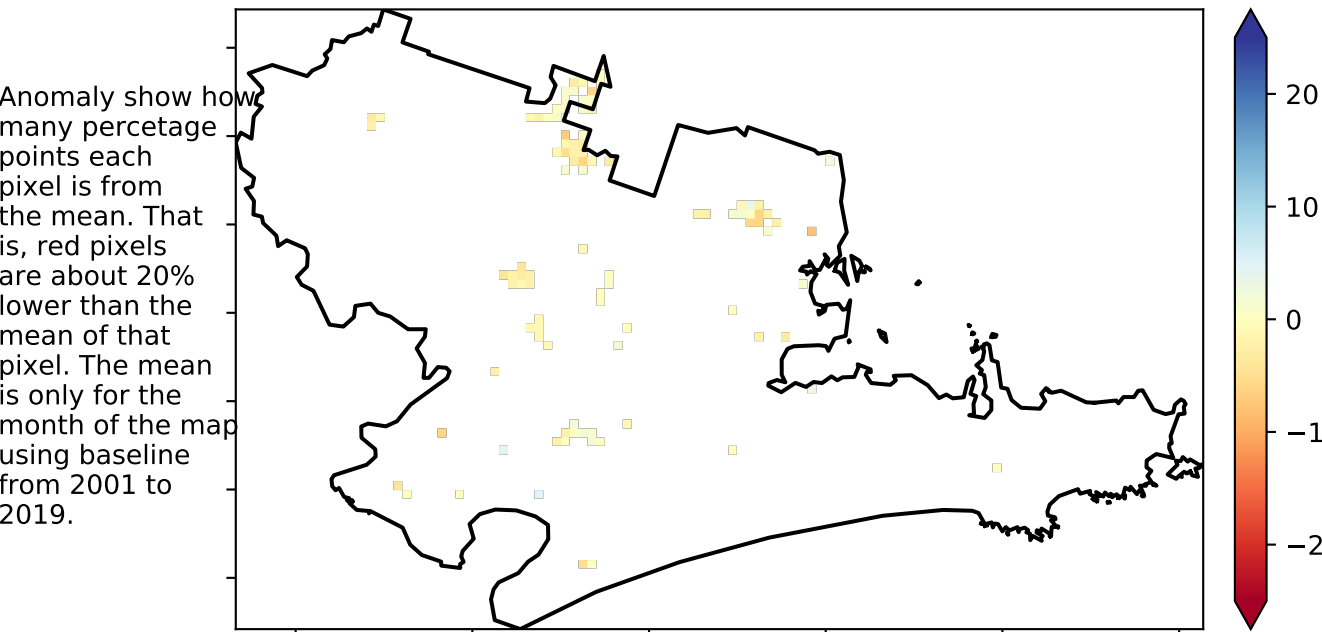 Anomaly show how
many percetage
points each
pixel is from
the mean. That
is, red pixels
are about 20%
lower than the
mean of that
pixel. The mean
is only for the
month of the map
using baseline
from 2001 to
2019.
20
10
0
−1
−2